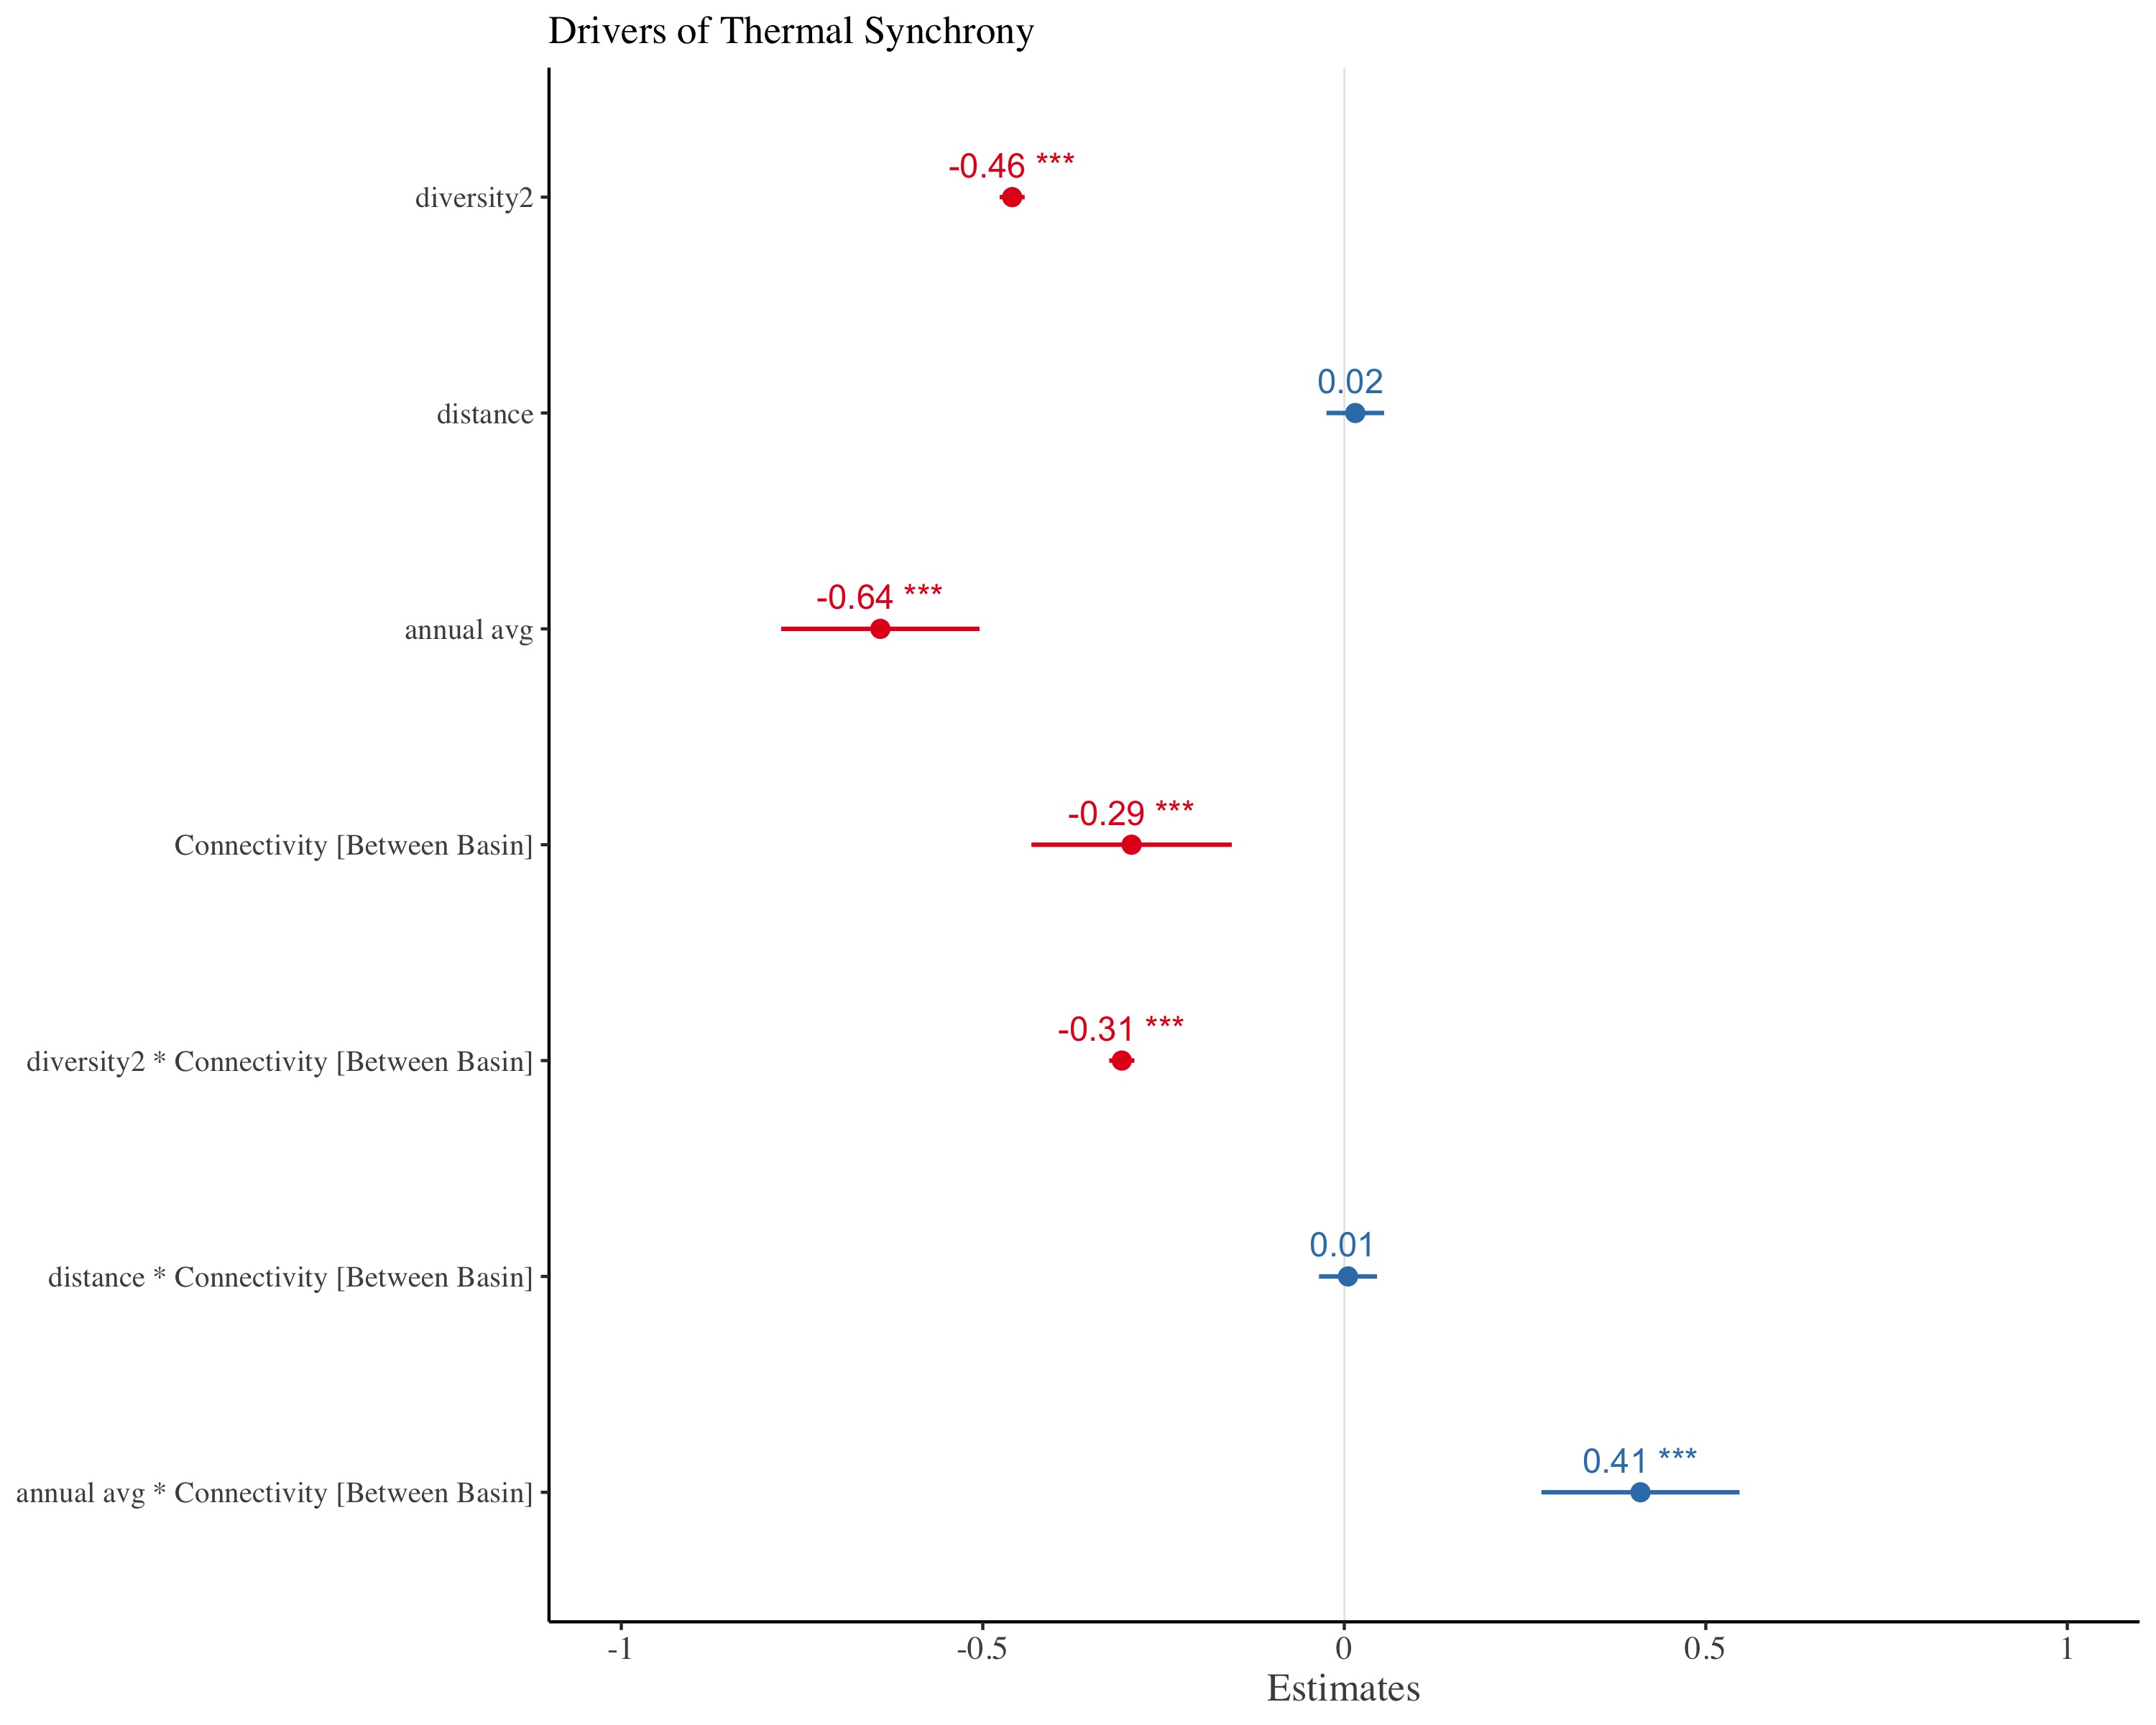 Drivers of Thermal Synchrony
diversity2
-0.46 ***
distance
0.02
annual avg
-0.64 ***
Connectivity [Between Basin]
-0.29 ***
diversity2 * Connectivity [Between Basin]
-0.31 ***
distance * Connectivity [Between Basin]
0.01
annual avg * Connectivity [Between Basin]
0.41 ***
-1 -0.5 0 0.5 1
Estimates